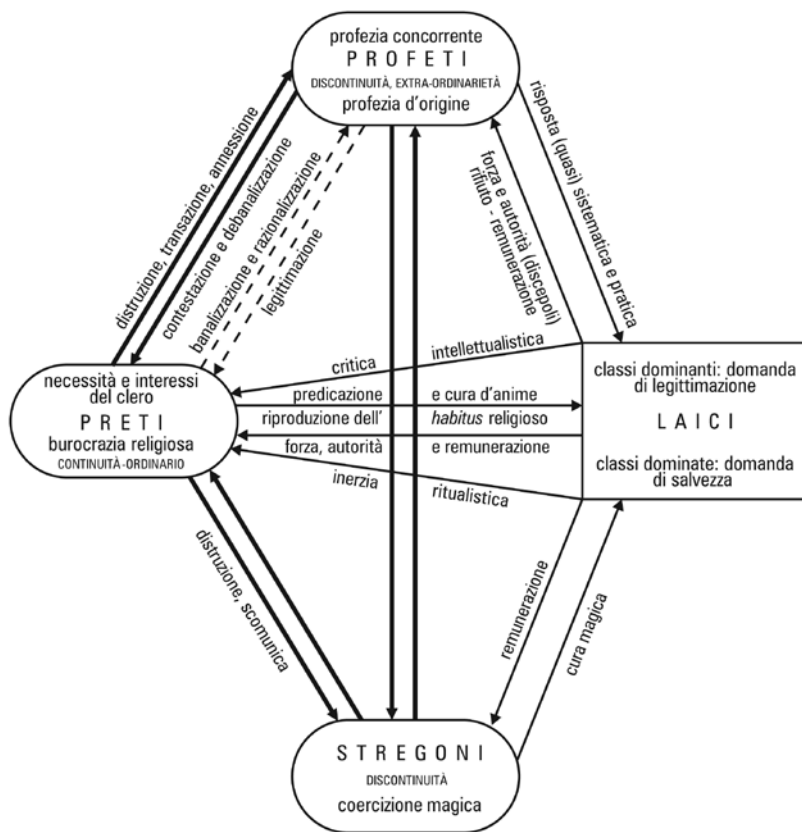 profezia concorrente
PROFETI
DISCONTINUITÀ, EXTRA-ORDINARIETÀ
profezia d'origine
distruzione, transazione, annessione
contestazione e debanalizzazione
banalizzazione e razionalizzazione
legittimazione
forza e autorità (discepoli)
rifiuto - remunerazione
risposta (quasi) sistematica e pratica
necessità e interessi
del clero
PRETI
burocrazia religiosa
CONTINUITÀ-ORDINARIO
critica intellettualistica
predicazione e cura d'anime
riproduzione dell' habitus religioso
forza, autorità e remunerazione
inerzia ritualistica
classi dominanti: domanda
di legittimazione
LAICI
classi dominate: domanda
di salvezza
distruzione, scomunica
remunerazione
cura magica
STREGONI
DISCONTINUITÀ
coercizione magica